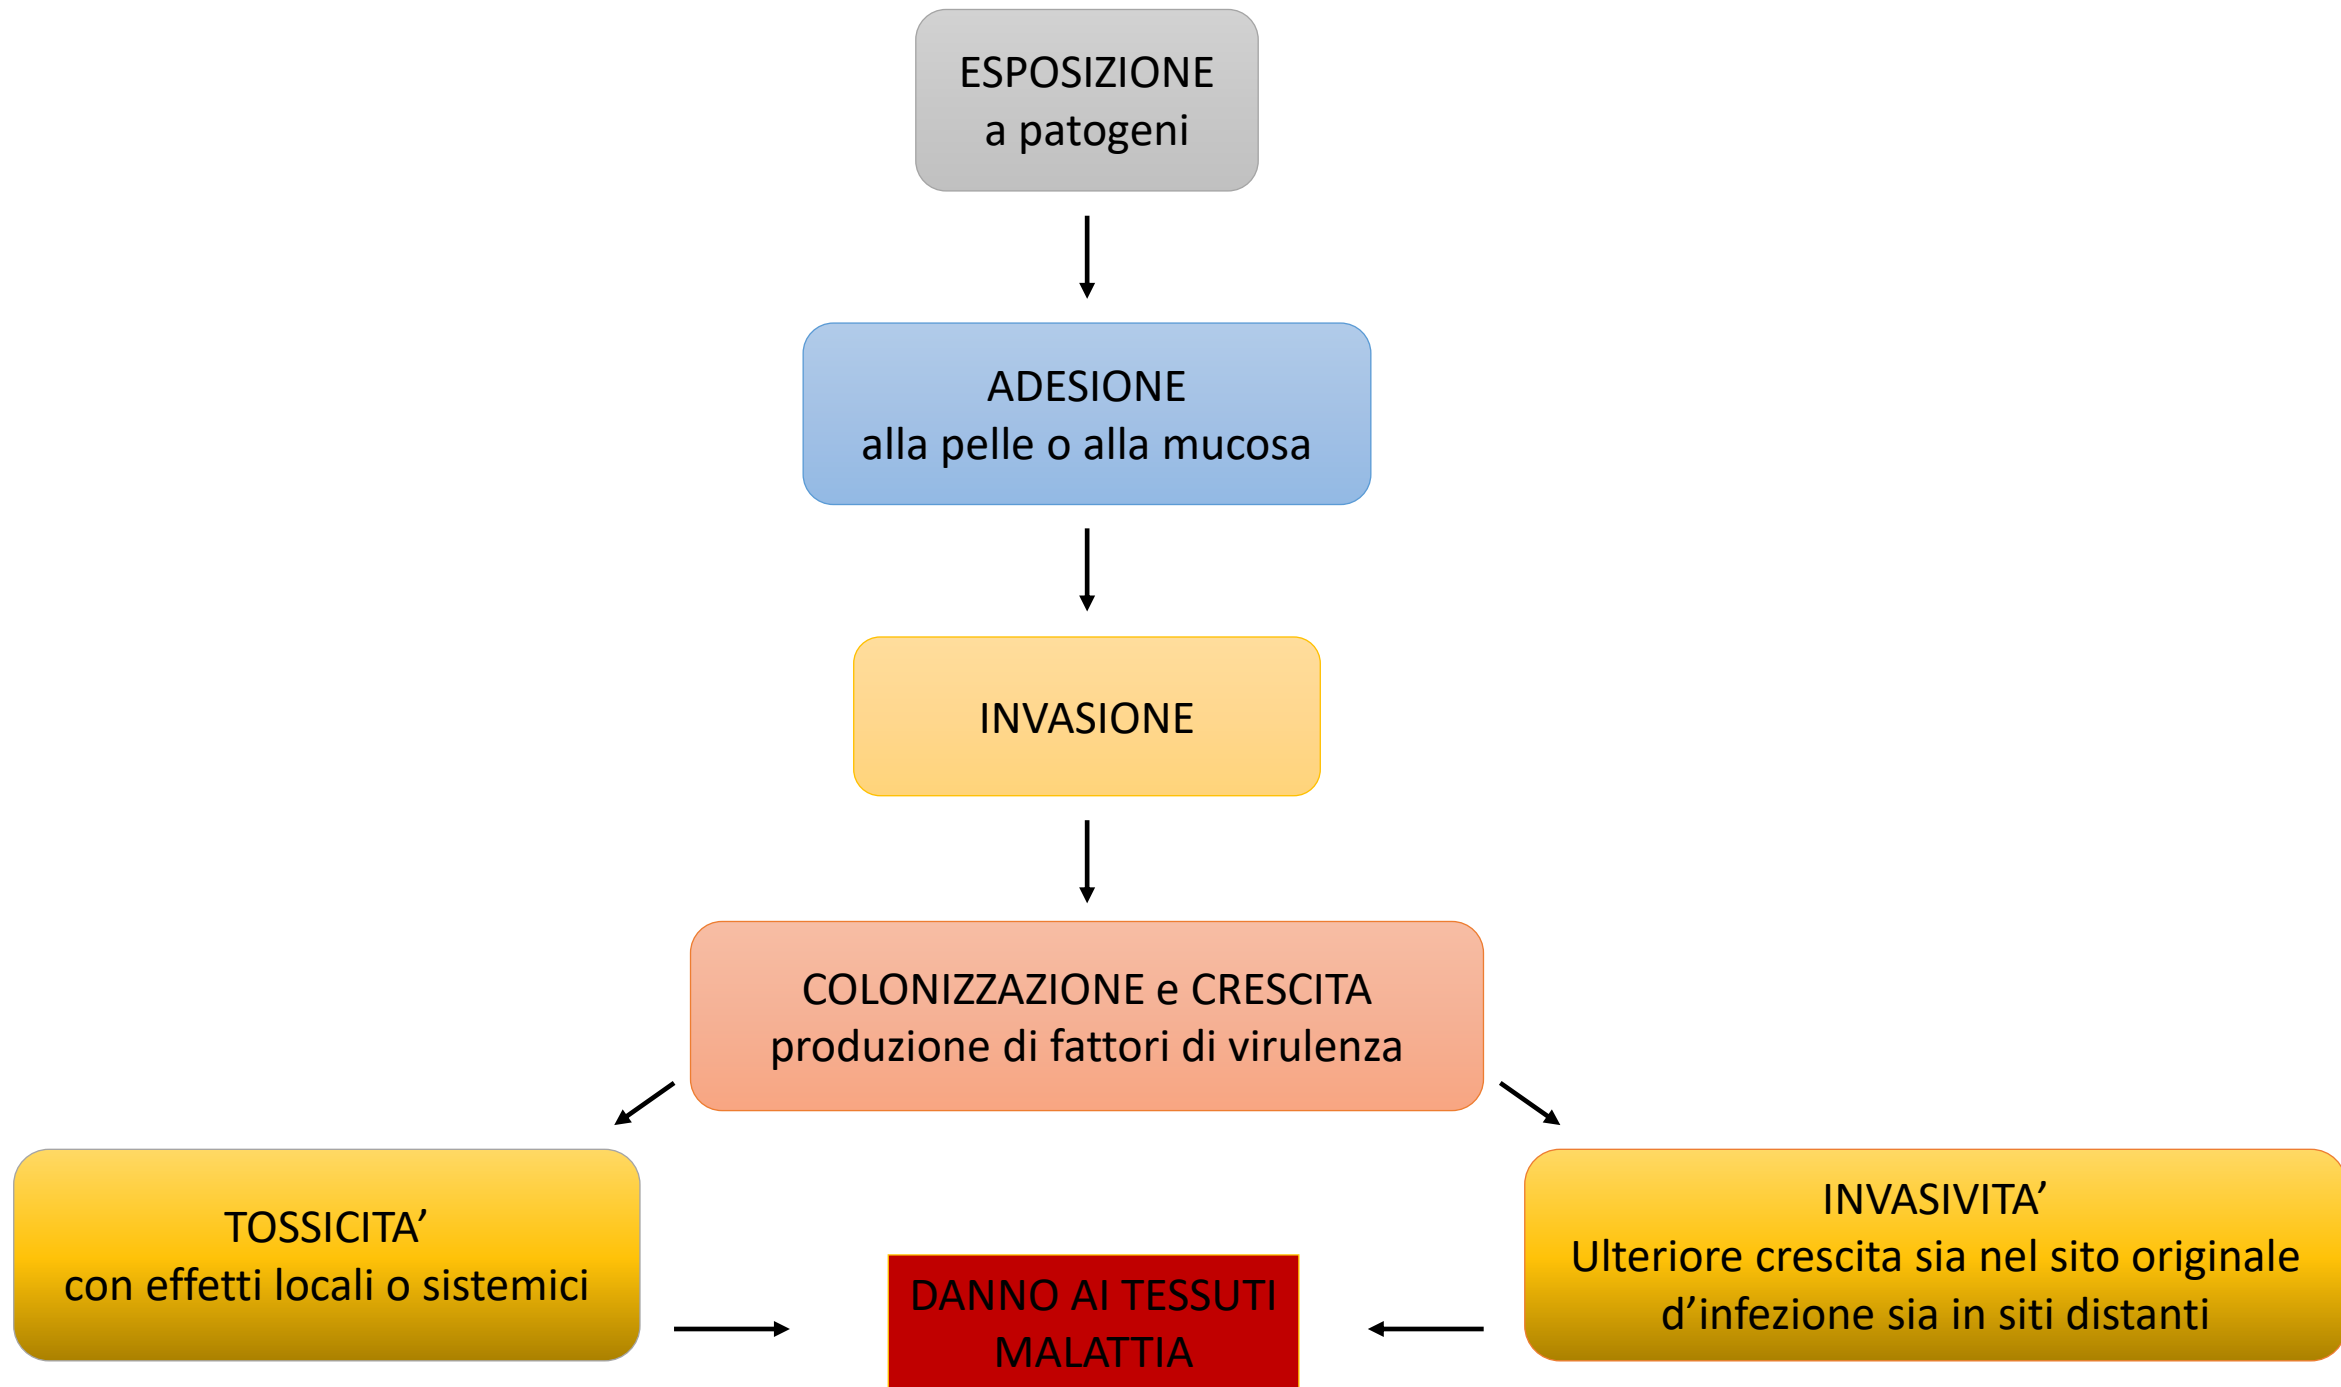 ESPOSIZIONE
a patogeni
ADESIONE
alla pelle o alla mucosa
INVASIONE
COLONIZZAZIONE e CRESCITA
produzione di fattori di virulenza
TOSSICITA’
con effetti locali o sistemici
DANNO AI TESSUTI
MALATTIA
INVASIVITA’
Ulteriore crescita sia nel sito originale
d’infezione sia in siti distanti